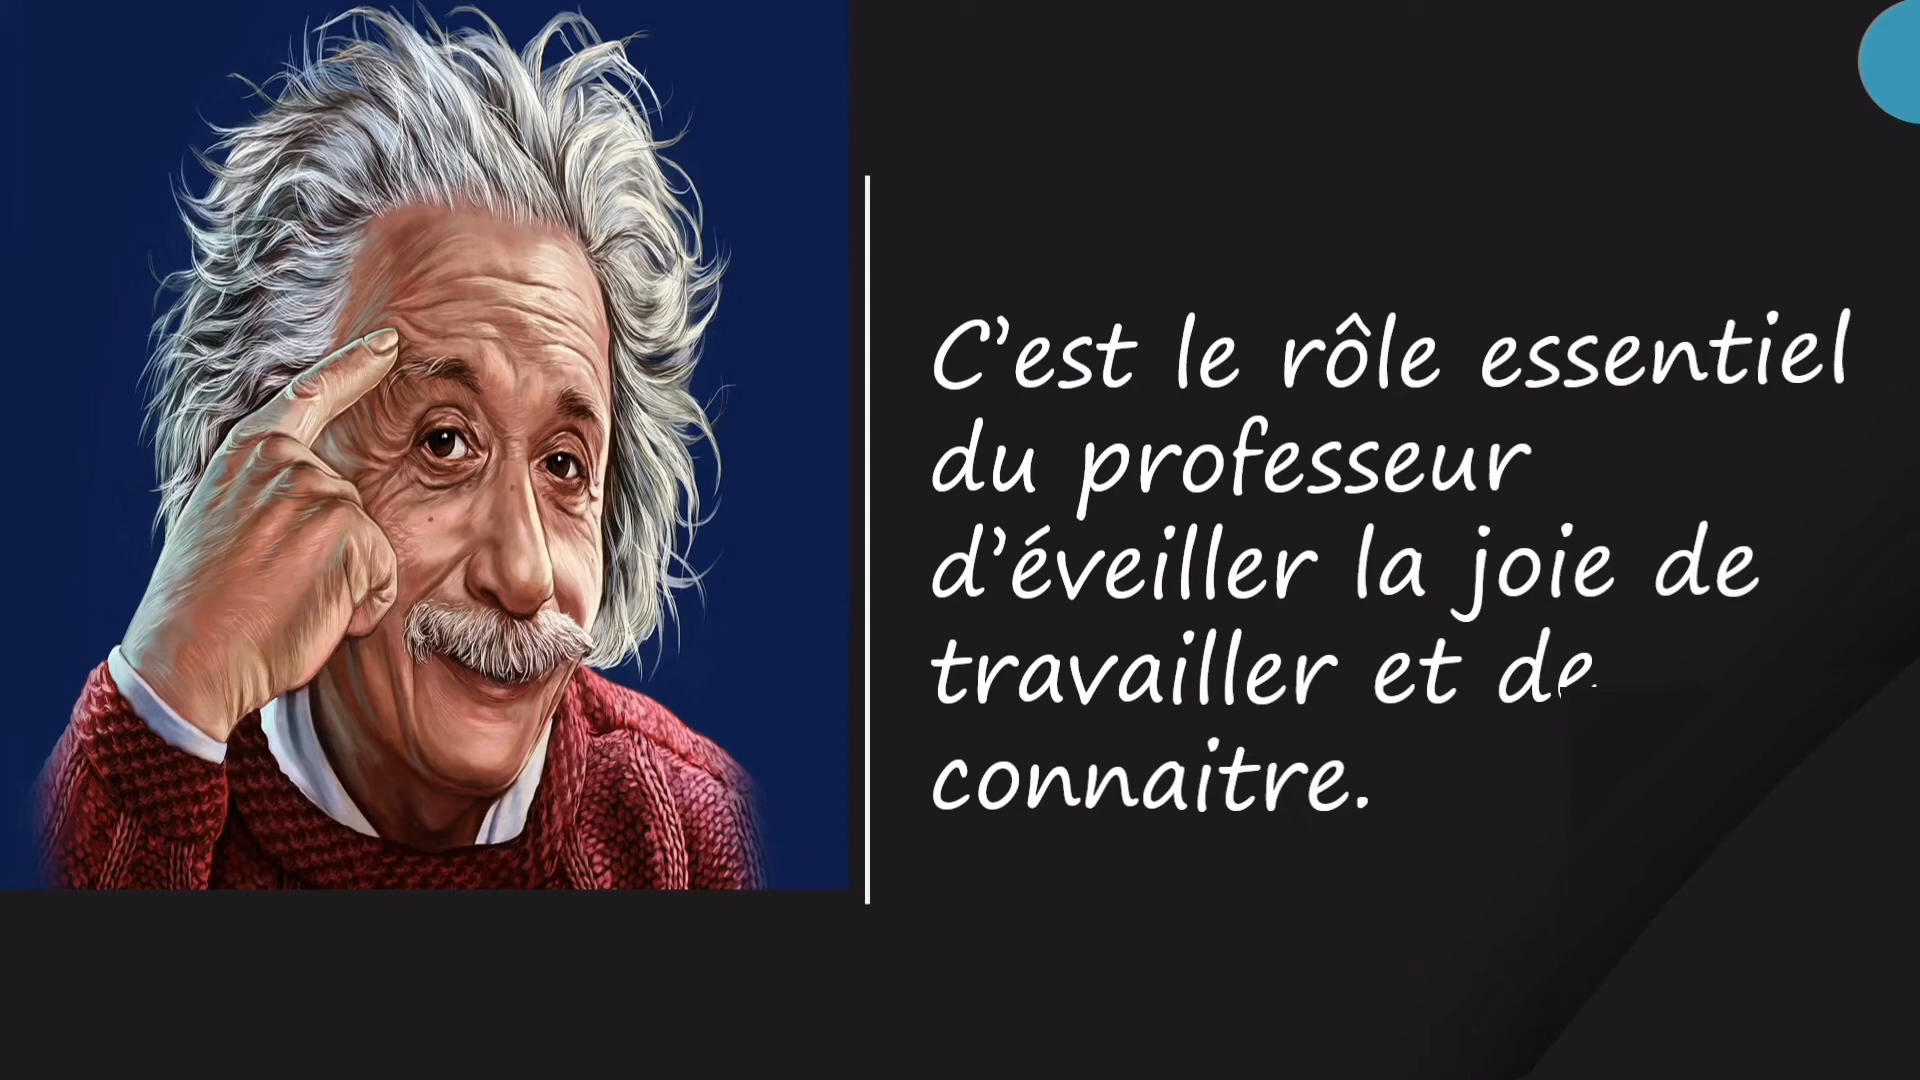 C’est le rôle essentiel
du professeur
d’éveiller la joie de
travailler et de
connaitre.